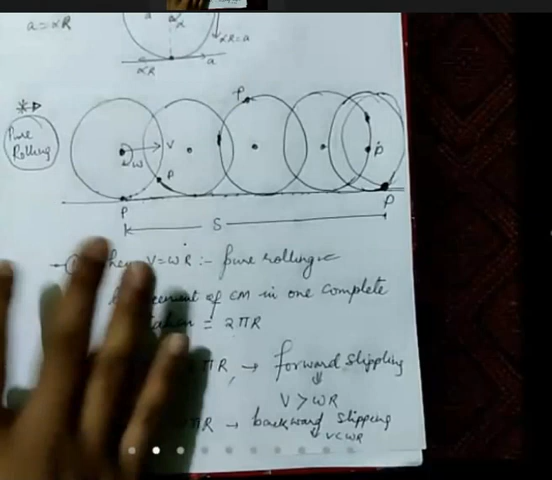 a = αR
a
α
αR=a
αR
a
*
Pure
Rolling
P
V
ω
P
P
P
P
S
V=ωR :- pure rolling
of CM in one complete
= 2πR
πR → forward slippling
V > ωR
πR → backward slipping
V<ωR